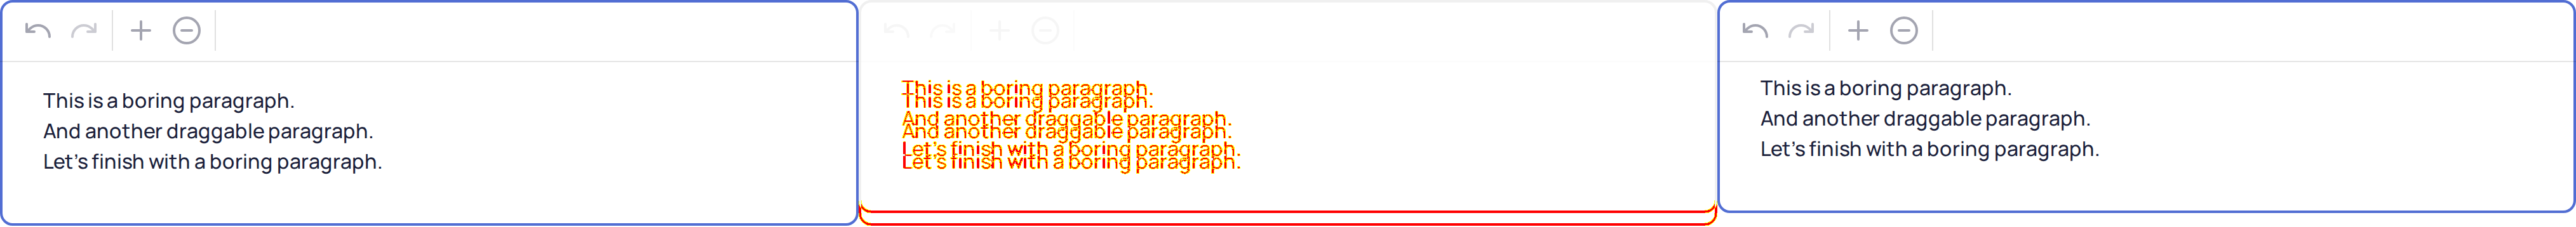 This is a boring paragraph.
And another draggable paragraph.
Let's finish with a boring paragraph.
This is a boring paragraph.
This is a boring paragraph.
And another draggable paragraph.
And another draggable paragraph.
Let's finish with a boring paragraph.
Let's finish with a boring paragraph.
This is a boring paragraph.
And another draggable paragraph.
Let's finish with a boring paragraph.